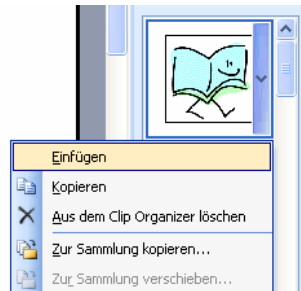 Einfügen
Kopieren
Aus dem Clip Organizer löschen
Zur Sammlung kopieren...
Zur Sammlung verschieben...